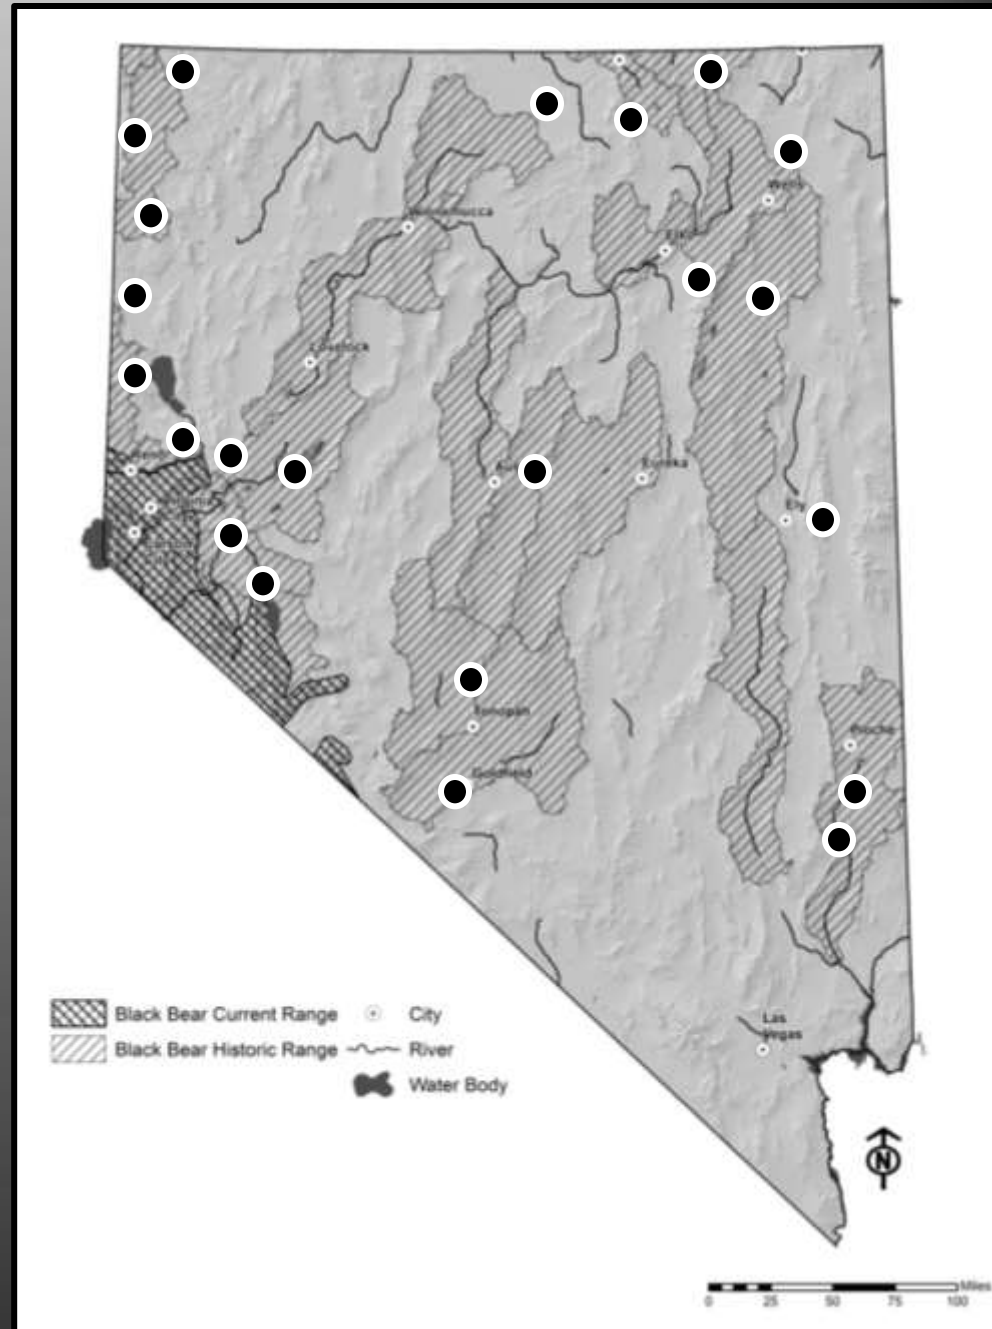 Winnemucca
Wells
Elko
Lovelock
Reno
Eureka
Ely
Tonopah
Pioche
Goldfield
Las
Vegas
Black Bear Current Range
City
Black Bear Historic Range
River
Water Body
N
Miles
0 25 50 75 100